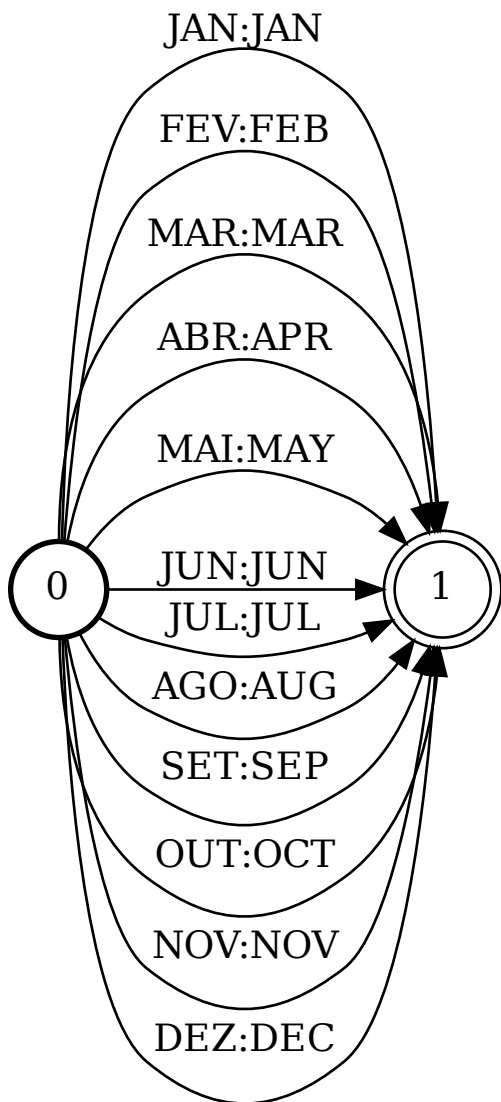 JAN:JAN
FEV:FEB
MAR:MAR
ABR:APR
MAI:MAY
0
JUN:JUN
1
JUL:JUL
AGO:AUG
SET:SEP
OUT:OCT
NOV:NOV
DEZ:DEC